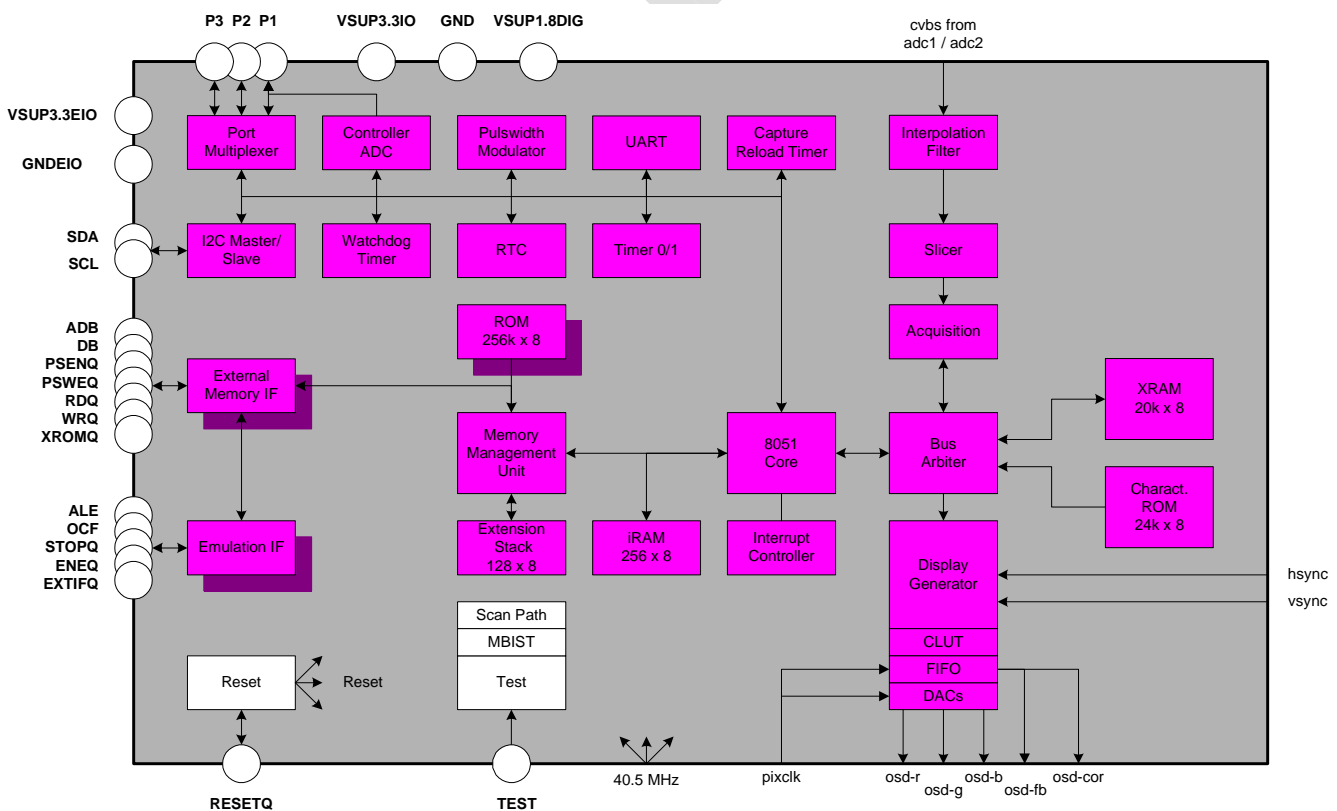 P3 P2 P1 VSUP3.3IO GND VSUP1.8DIG
cvbs from
adc1 / adc2
VSUP3.3EIO
GNDEIO
Port
Multiplexer
Controller
ADC
Pulswidth
Modulator
UART
Capture
Reload Timer
Interpolation
Filter
SDA
SCL
I2C Master/
Slave
Watchdog
Timer
RTC
Timer 0/1
Slicer
ADB
DB
PSENQ
PSWEQ
RDQ
WRQ
XROMQ
External
Memory IF
ROM
256k x 8
Acquisition
Memory
Management
Unit
8051
Core
Bus
Arbiter
XRAM
20k x 8
Charact.
ROM
24k x 8
ALE
OCF
STOPQ
ENEQ
EXTIFQ
Emulation IF
Extension
Stack
128 x 8
iRAM
256 x 8
Interrupt
Controller
Display
Generator
hsync
vsync
Scan Path
MBIST
Test
CLUT
FIFO
DACs
Reset
Reset
RESETQ
TEST
40.5 MHz
pixclk
osd-r
osd-g
osd-b
osd-fb
osd-cor